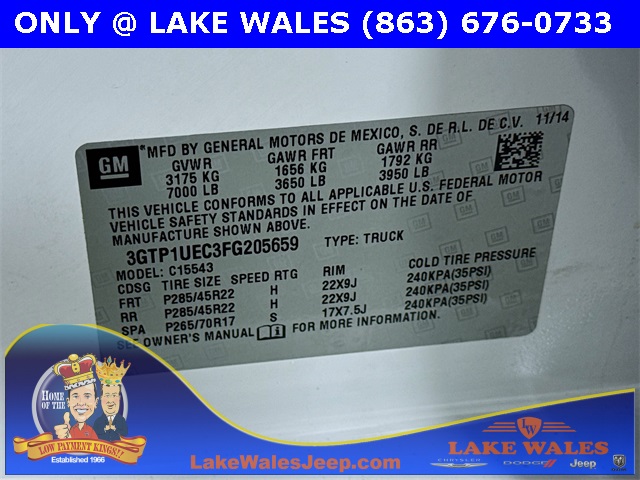 ONLY @ LAKE WALES (863) 676-0733
GM
*MFD BY GENERAL MOTORS DE MEXICO, S. DE R.L. DE C.V. 11/14
GVWR GAWR FRT GAWR RR
3175 KG 1656 KG 1792 KG
7000 LB 3650 LB 3950 LB
THIS VEHICLE CONFORMS TO ALL APPLICABLE U.S. FEDERAL MOTOR
VEHICLE SAFETY STANDARDS IN EFFECT ON THE DATE OF
MANUFACTURE SHOWN ABOVE.
3GTP1UEC3FG205659 TYPE: TRUCK
MODEL: C15543
CDSG TIRE SIZE SPEED RTG RIM COLD TIRE PRESSURE
FRT P285/45R22 H 22X9J 240KPA(35PSI)
RR P285/45R22 H 22X9J 240KPA(35PSI)
SPA P265/70R17 S 17X7.5J 240KPA(35PSI)
SEE OWNER'S MANUAL FOR MORE INFORMATION.
HOME OF THE
LOW PAYMENT KINGS!!
Established 1966
LW
LAKE WALES
CHRYSLER DODGE Jeep
LakeWalesJeep.com